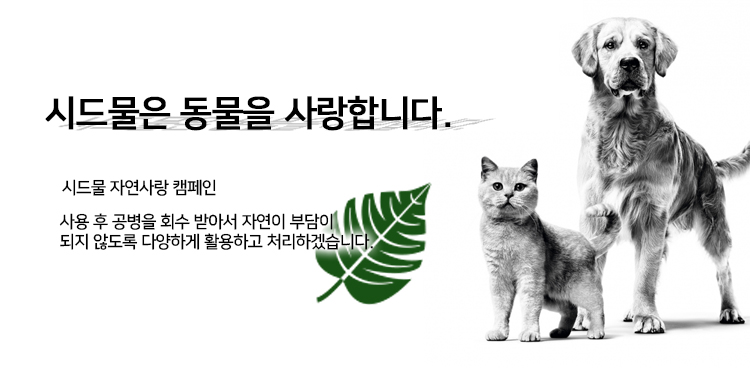 시드물은 동물을 사랑합니다.
시드물 자연사랑 캠페인
사용 후 공병을 회수 받아서 자연이 부담이
되지 않도록 다양하게 활용하고 처리하겠습니다.